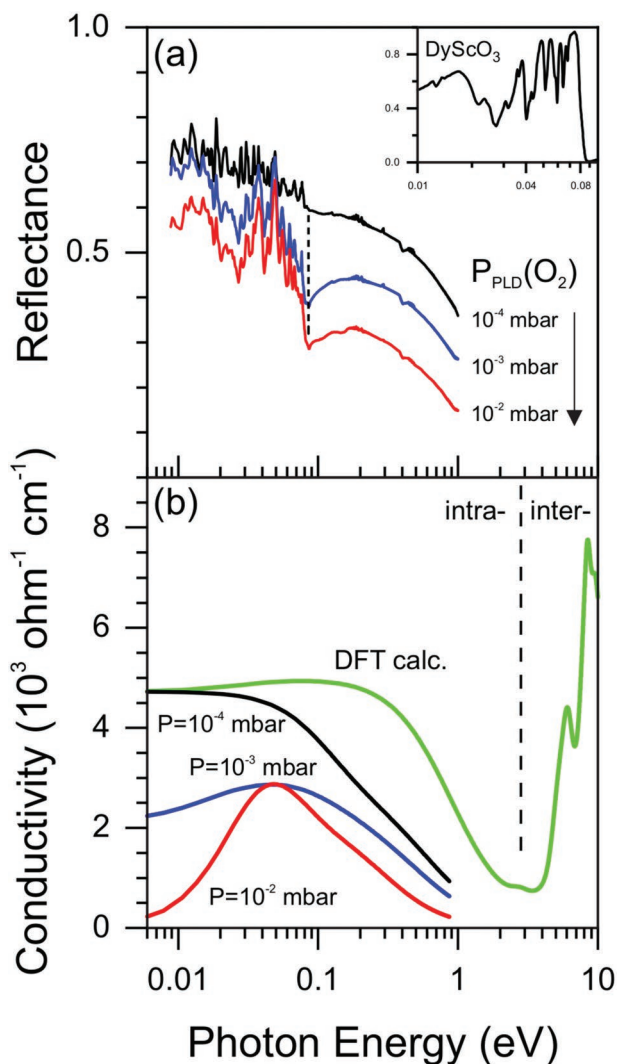 1.0
(a)
0.8
DyScO₃
0.4
0.0
0.01
0.04
0.08
Reflectance
0.5
P_PLD(O₂)
10⁻⁴ mbar
10⁻³ mbar
10⁻² mbar
(b)
intra-
inter-
8
6
4
2
0
DFT calc.
P=10⁻⁴ mbar
P=10⁻³ mbar
P=10⁻² mbar
Conductivity (10³ ohm⁻¹ cm⁻¹)
0.01
0.1
1
10
Photon Energy (eV)